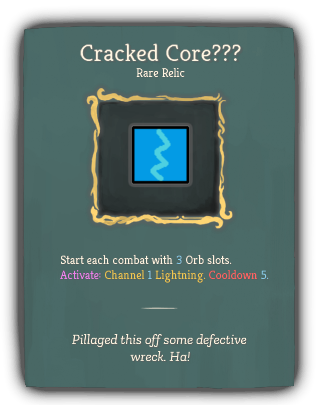 Cracked Core???
Rare Relic
Start each combat with 3 Orb slots.
Activate: Channel 1 Lightning. Cooldown 5.
Pillaged this off some defective
wreck. Ha!